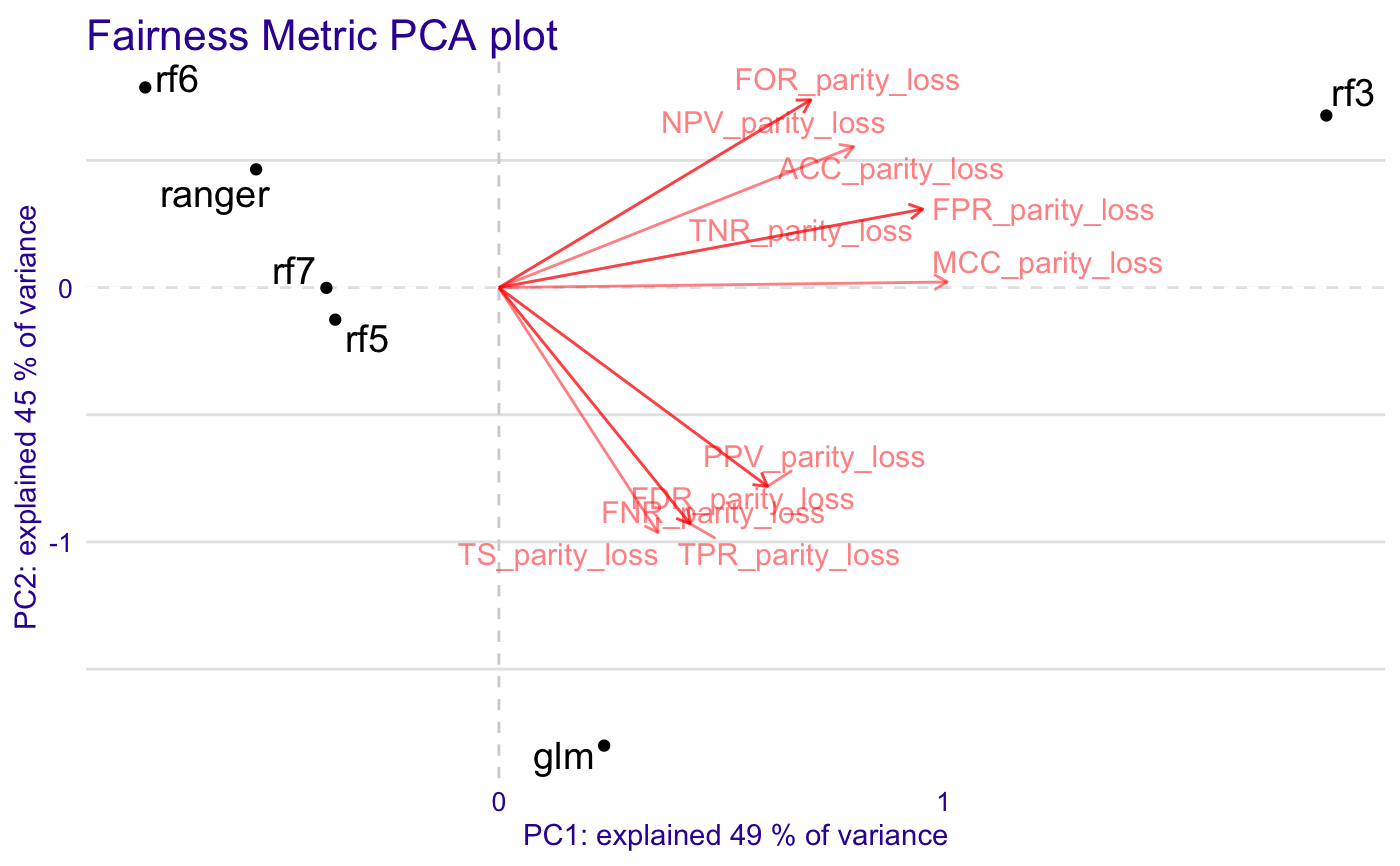 Fairness Metric PCA plot
rf6
FOR_parity_loss
rf3
NPV_parity_loss
ACC_parity_loss
ranger
FPR_parity_loss
TNR_parity_loss
MCC_parity_loss
rf7
0
rf5
PC2: explained 45 % of variance
PPV_parity_loss
FDR_parity_loss
FNR_parity_loss
-1
TS_parity_loss
TPR_parity_loss
glm
0
1
PC1: explained 49 % of variance